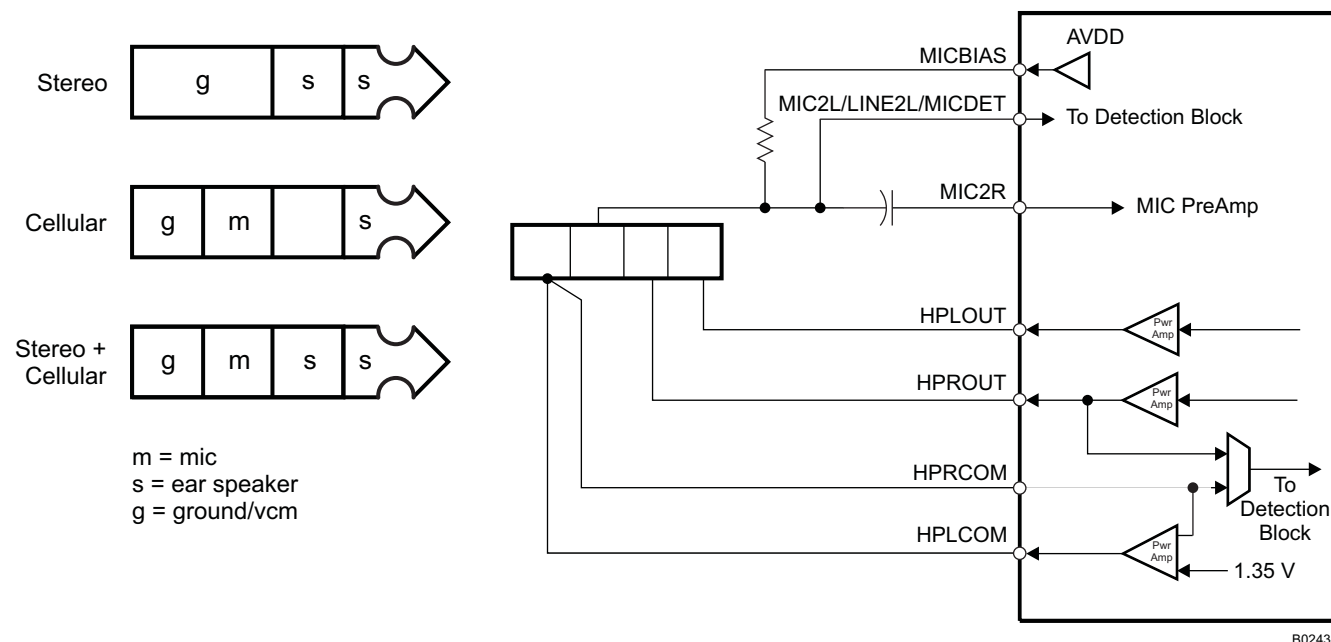 Stereo
g s s
Cellular
g m s
Stereo +
Cellular
g m s s
m = mic
s = ear speaker
g = ground/vcm
AVDD
MICBIAS
MIC2L/LINE2L/MICDET
To Detection Block
MIC2R
MIC PreAmp
HPLOUT
Pwr
Amp
HPROUT
Pwr
Amp
HPRCOM
To
Detection
Block
HPLCOM
Pwr
Amp
1.35 V
B0243